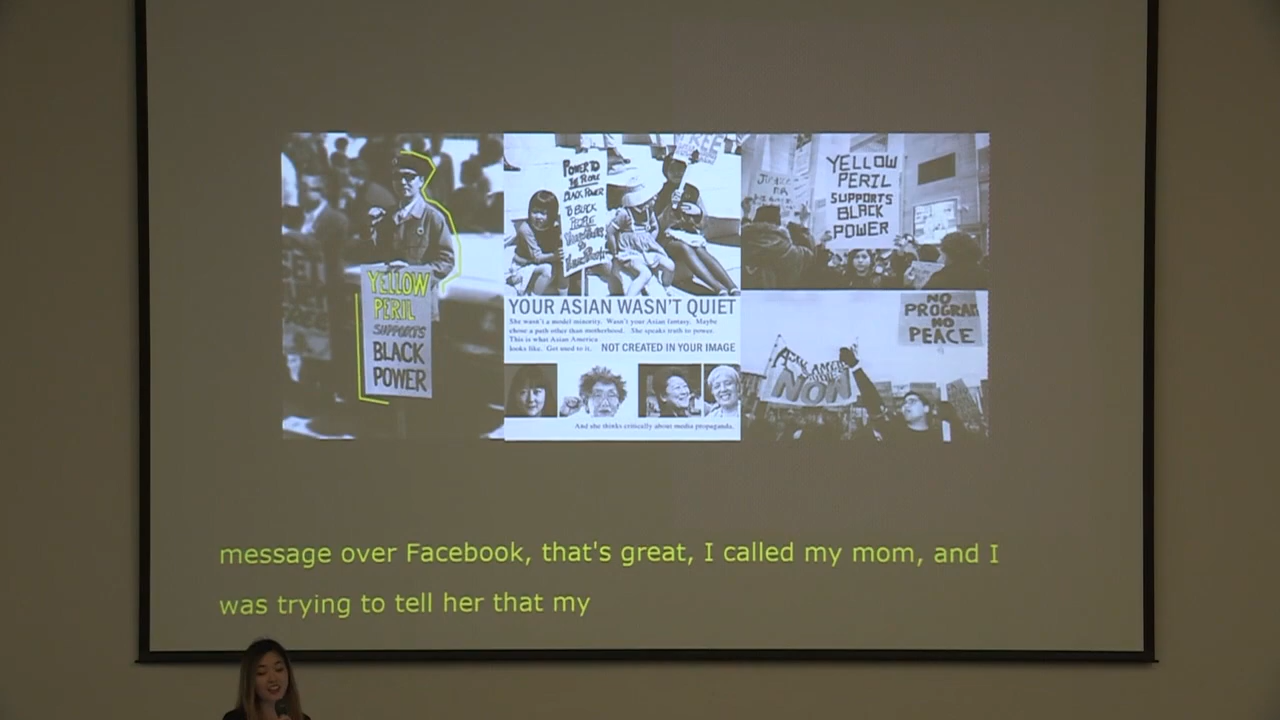 YELLOW
PERIL
SUPPORTS
BLACK
POWER
FREE
POWER TO
THE PEOPLE
BLACK POWER
TO BLACK
PEOPLE
YOUR ASIAN WASN'T QUIET
She wasn't a model minority. Wasn't your Asian fantasy. Maybe
chose a path other than motherhood. She speaks truth to power.
This is what Asian America
looks like. Get used to it. NOT CREATED IN YOUR IMAGE
And she thinks critically about media propaganda.
JUSTICE
FOR
YELLOW
PERIL
SUPPORTS
BLACK
POWER
NO
PROGRAM
NO
PEACE
NOW
message over Facebook, that's great, I called my mom, and I
was trying to tell her that my